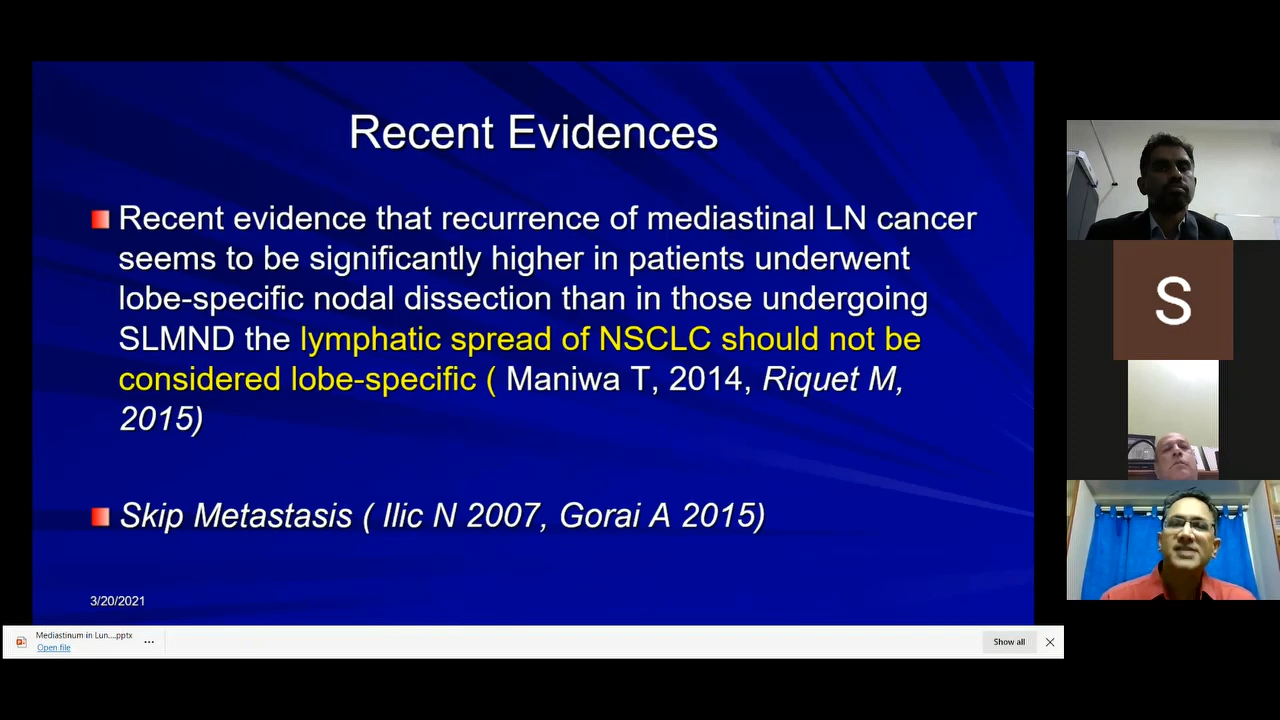 Recent Evidences
Recent evidence that recurrence of mediastinal LN cancer
seems to be significantly higher in patients underwent
lobe-specific nodal dissection than in those undergoing
SLMND the lymphatic spread of NSCLC should not be
considered lobe-specific ( Maniwa T, 2014, Riquet M,
2015)
Skip Metastasis ( Ilic N 2007, Gorai A 2015)
3/20/2021
Mediastinum in Lun....pptx
Open file
...
Show all
S